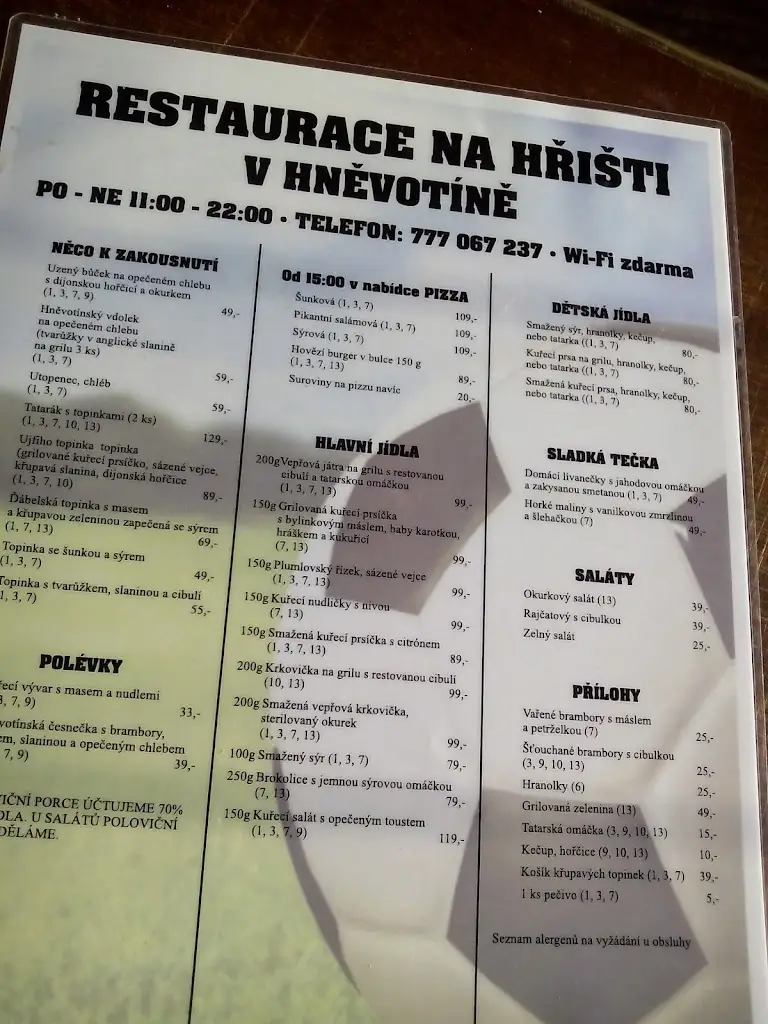 RESTAURACE NA HŘIŠTI
V HNĚVOTÍNĚ
PO - NE 11:00 - 22:00 • TELEFON: 777 067 237 • Wi-Fi zdarma
NĚCO K ZAKOUSNUTÍ
Uzený bůček na opečeném chlebu
s dijonskou hořčicí a okurkem
(1, 3, 7, 9)
49,-
Hněvotínský vdolek
na opečeném chlebu
(tvarůžky v anglické slanině
na grilu 3 ks)
(1, 3, 7)
59,-
Utopenec, chléb
(1, 3, 7)
59,-
Tatarák s topinkami (2 ks)
(1, 3, 7, 10, 13)
129,-
Ujfiho topinka topinka
(grilované kuřecí prsíčko, sázené vejce,
křupavá slanina, dijonská hořčice)
(1, 3, 7, 10)
89,-
Ďábelská topinka s masem
a křupavou zeleninou zapečená se sýrem
(1, 7, 13)
69,-
Topinka se šunkou a sýrem
(1, 3, 7)
49,-
Topinka s tvarůžkem, slaninou a cibulí
1, 3, 7)
55,-
POLÉVKY
řecí vývar s masem a nudlemi
3, 7, 9)
33,-
votínská česnečka s brambory,
em, slaninou a opečeným chlebem
7, 9)
39,-
VIČNÍ PORCE ÚČTUJEME 70%
DLA. U SALÁTŮ POLOVIČNÍ
DĚLÁME.
Od 15:00 v nabídce PIZZA
Šunková (1, 3, 7) 109,-
Pikantní salámová (1, 3, 7) 109,-
Sýrová (1, 3, 7) 109,-
Hovězí burger v bulce 150 g
(1, 3, 7, 13) 89,-
Suroviny na pizzu navíc 20,-
HLAVNÍ JÍDLA
200gVepřová játra na grilu s restovanou
cibulí a tatarskou omáčkou
(1, 3, 7, 13) 99,-
150g Grilovaná kuřecí prsíčka
s bylinkovým máslem, baby karotkou,
hráškem a kukuřicí
(7, 13) 99,-
150g Plumlovský řízek, sázené vejce
(1, 3, 7, 13) 99,-
150g Kuřecí nudličky s nivou
(7, 13) 99,-
150g Smažená kuřecí prsíčka s citrónem
(1, 3, 7, 13) 89,-
200g Krkovička na grilu s restovanou cibulí
(10, 13) 99,-
200g Smažená vepřová krkovička,
sterilovaný okurek
(1, 3, 7, 13) 99,-
100g Smažený sýr (1, 3, 7) 79,-
250g Brokolice s jemnou sýrovou omáčkou
(7, 13) 79,-
150g Kuřecí salát s opečeným toustem
(1, 3, 7, 9) 119,-
DĚTSKÁ JÍDLA
Smažený sýr, hranolky, kečup,
nebo tatarka ((1, 3, 7) 80,-
Kuřecí prsa na grilu, hranolky, kečup,
nebo tatarka ((1, 3, 7) 80,-
Smažená kuřecí prsa, hranolky, kečup,
nebo tatarka ((1, 3, 7) 80,-
SLADKÁ TEČKA
Domácí livanečky s jahodovou omáčkou
a zakysanou smetanou (1, 3, 7) 49,-
Horké maliny s vanilkovou zmrzlinou
a šlehačkou (7) 49,-
SALÁTY
Okurkový salát (13) 39,-
Rajčatový s cibulkou 39,-
Zelný salát 25,-
PŘÍLOHY
Vařené brambory s máslem
a petrželkou (7) 25,-
Šťouchané brambory s cibulkou
(3, 9, 10, 13) 25,-
Hranolky (6) 25,-
Grilovaná zelenina (13) 49,-
Tatarská omáčka (3, 9, 10, 13) 15,-
Kečup, hořčice (9, 10, 13) 10,-
Košík křupavých topinek (1, 3, 7) 39,-
1 ks pečivo (1, 3, 7) 5,-
Seznam alergenů na vyžádání u obsluhy